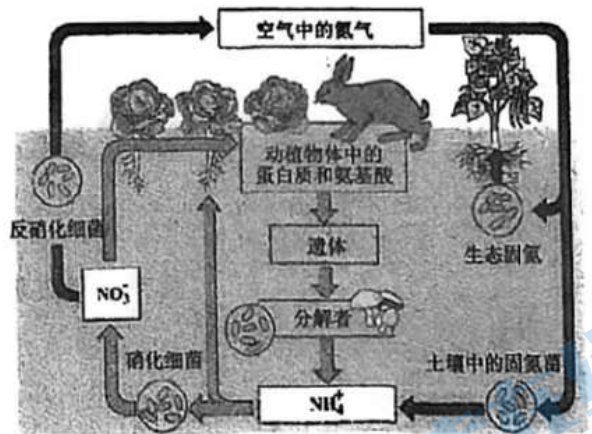 空气中的氮气
动植物体中的
蛋白质和氨基酸
反硝化细菌
生态固氮
遗体
NO₃⁻
分解者
硝化细菌
土壤中的固氮菌
NH₄⁺